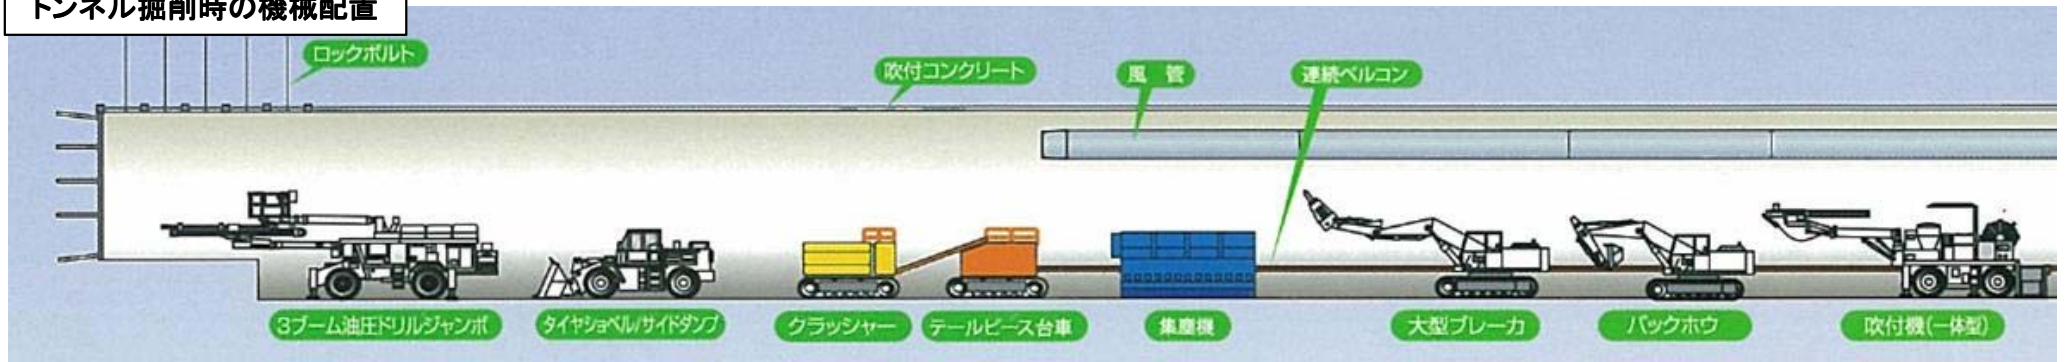 トンネル掘削時の機械配置
ロックボルト
吹付コンクリート
風 管
連続ベルコン
3ブーム油圧ドリルジャンボ
タイヤショベル/サイドダンプ
クラッシャー
テールピース台車
集塵機
大型ブレーカ
バックホウ
吹付機(一体型)